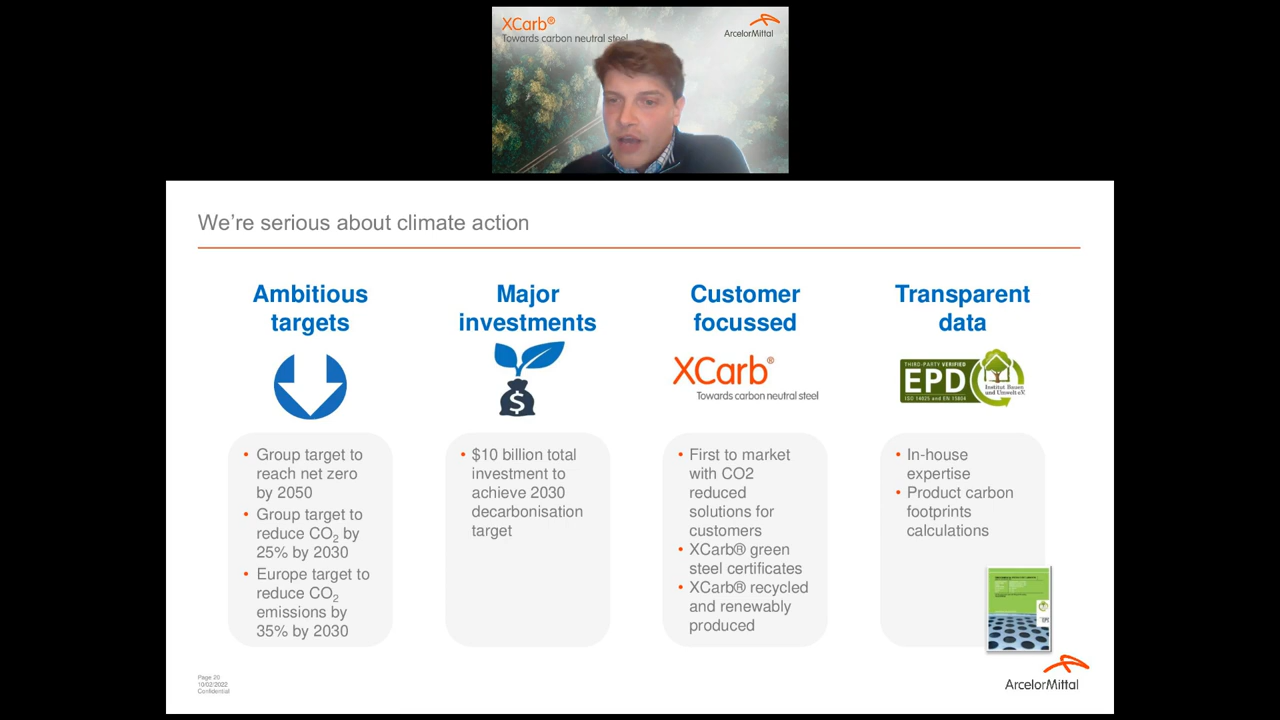 XCarb®
Towards carbon neutral steel
ArcelorMittal
We're serious about climate action
Ambitious
targets
Major
investments
Customer
focussed
Transparent
data
$
XCarb®
Towards carbon neutral steel
THIRD-PARTY VERIFIED
EPD
ISO 14025 and EN 15804
Institut Bauen
und Umwelt e.V.
• Group target to
reach net zero
by 2050
• Group target to
reduce CO2 by
25% by 2030
• Europe target to
reduce CO2
emissions by
35% by 2030
• $10 billion total
investment to
achieve 2030
decarbonisation
target
• First to market
with CO2
reduced
solutions for
customers
• XCarb® green
steel certificates
• XCarb® recycled
and renewably
produced
• In-house
expertise
• Product carbon
footprints
calculations
Page 20
10/02/2022
Confidential
ArcelorMittal